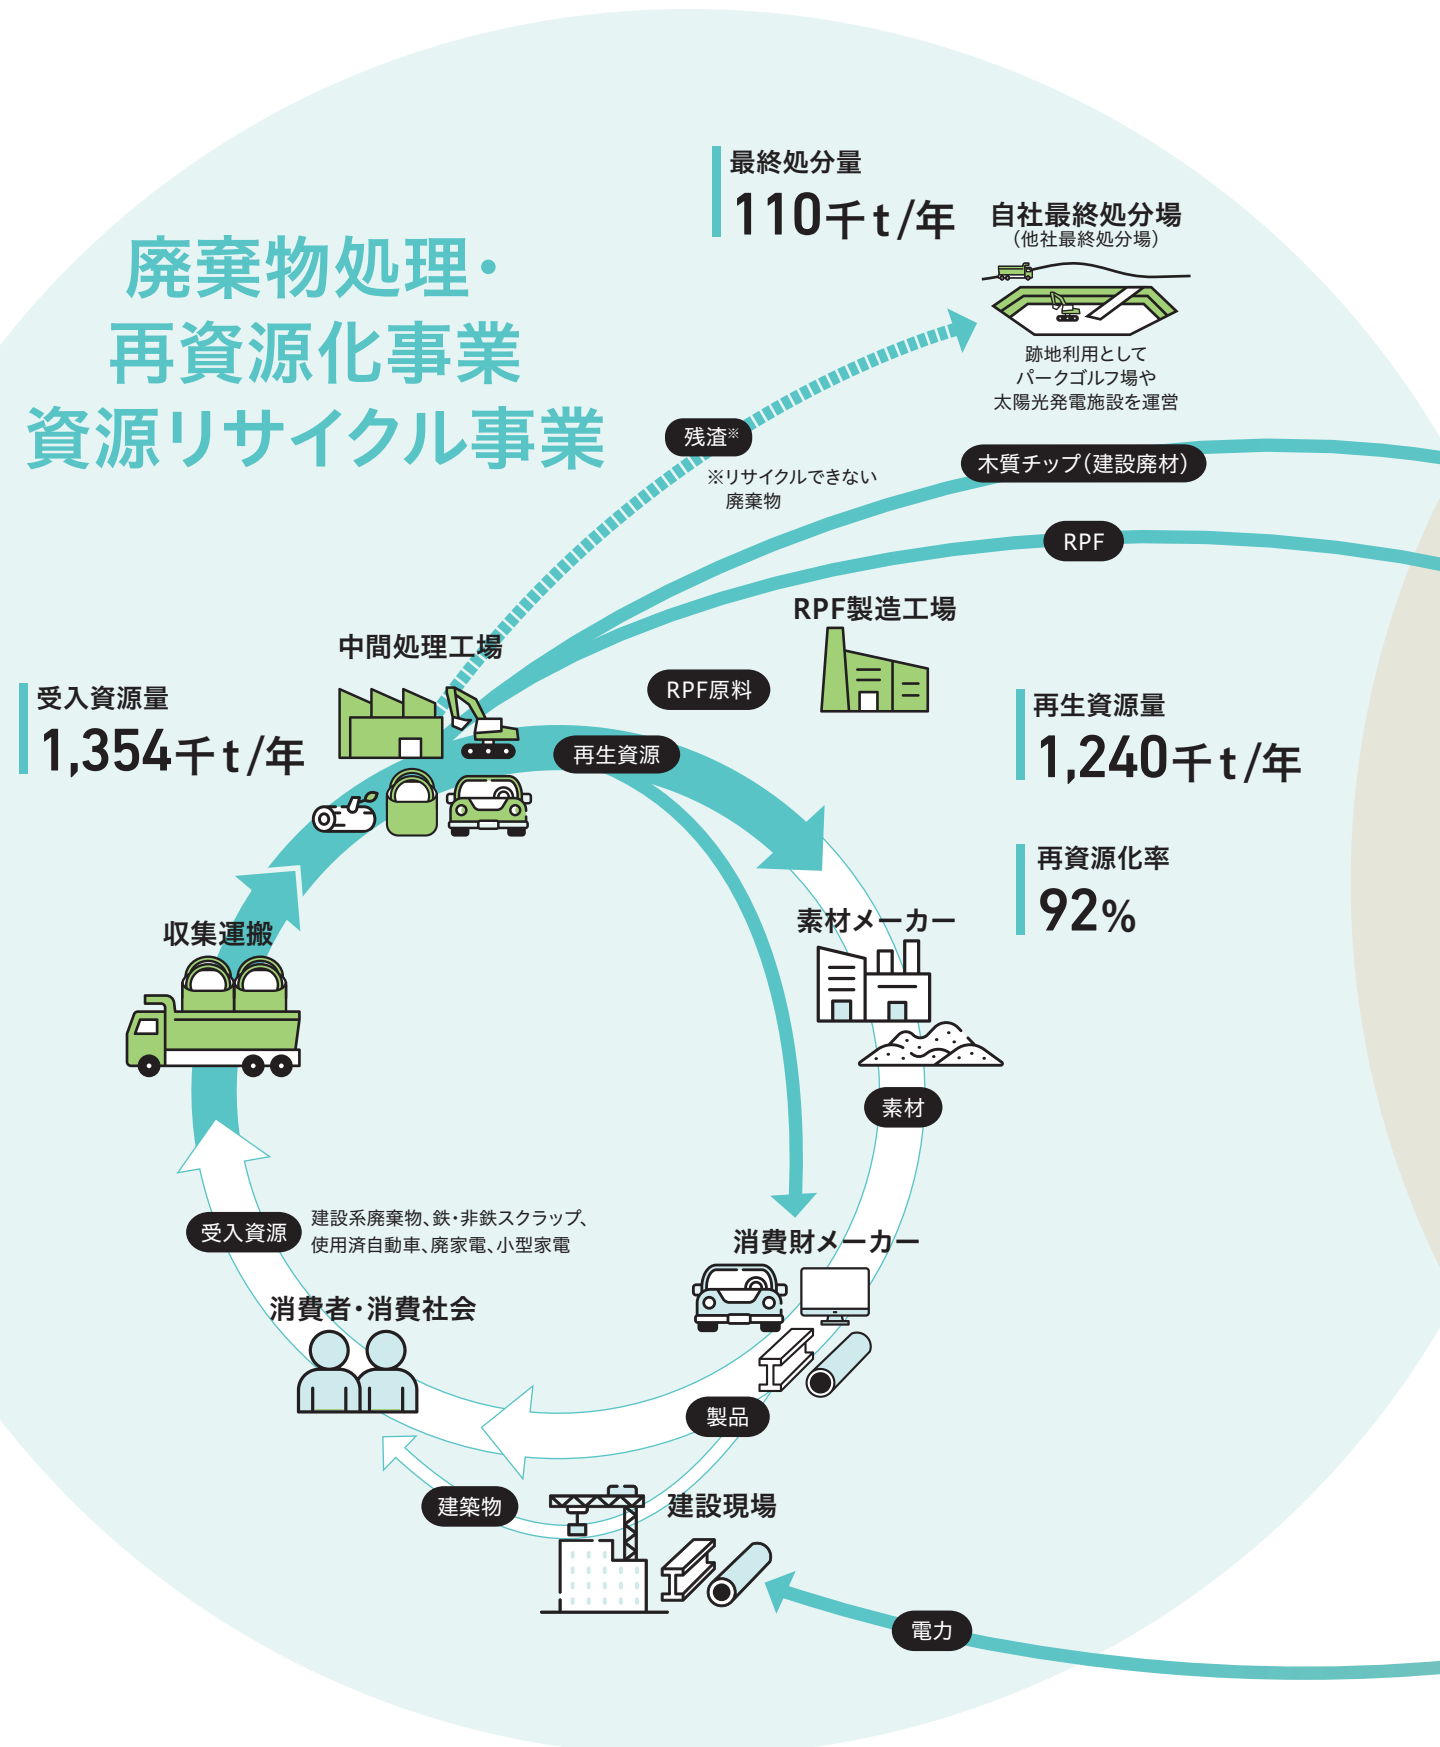 廃棄物処理・
再資源化事業
資源リサイクル事業
最終処分量
110千t/年
自社最終処分場
（他社最終処分場）
跡地利用として
パークゴルフ場や
太陽光発電施設を運営
残渣※
※リサイクルできない
廃棄物
木質チップ（建設廃材）
RPF
RPF製造工場
中間処理工場
RPF原料
受入資源量
1,354千t/年
再生資源
再生資源量
1,240千t/年
再資源化率
92%
収集運搬
素材メーカー
素材
受入資源
建設系廃棄物、鉄・非鉄スクラップ、
使用済自動車、廃家電、小型家電
消費財メーカー
消費者・消費社会
製品
建築物
建設現場
電力